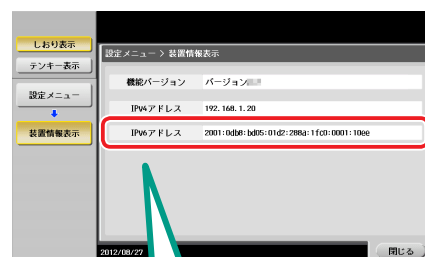 しおり表示
テンキー表示
設定メニュー
装置情報表示
設定メニュー > 装置情報表示
機能バージョン バージョン
IPv4アドレス 192.168.1.20
IPv6アドレス 2001:0db8:bd05:01d2:288a:1fc0:0001:10ee
2012/08/27
閉じる